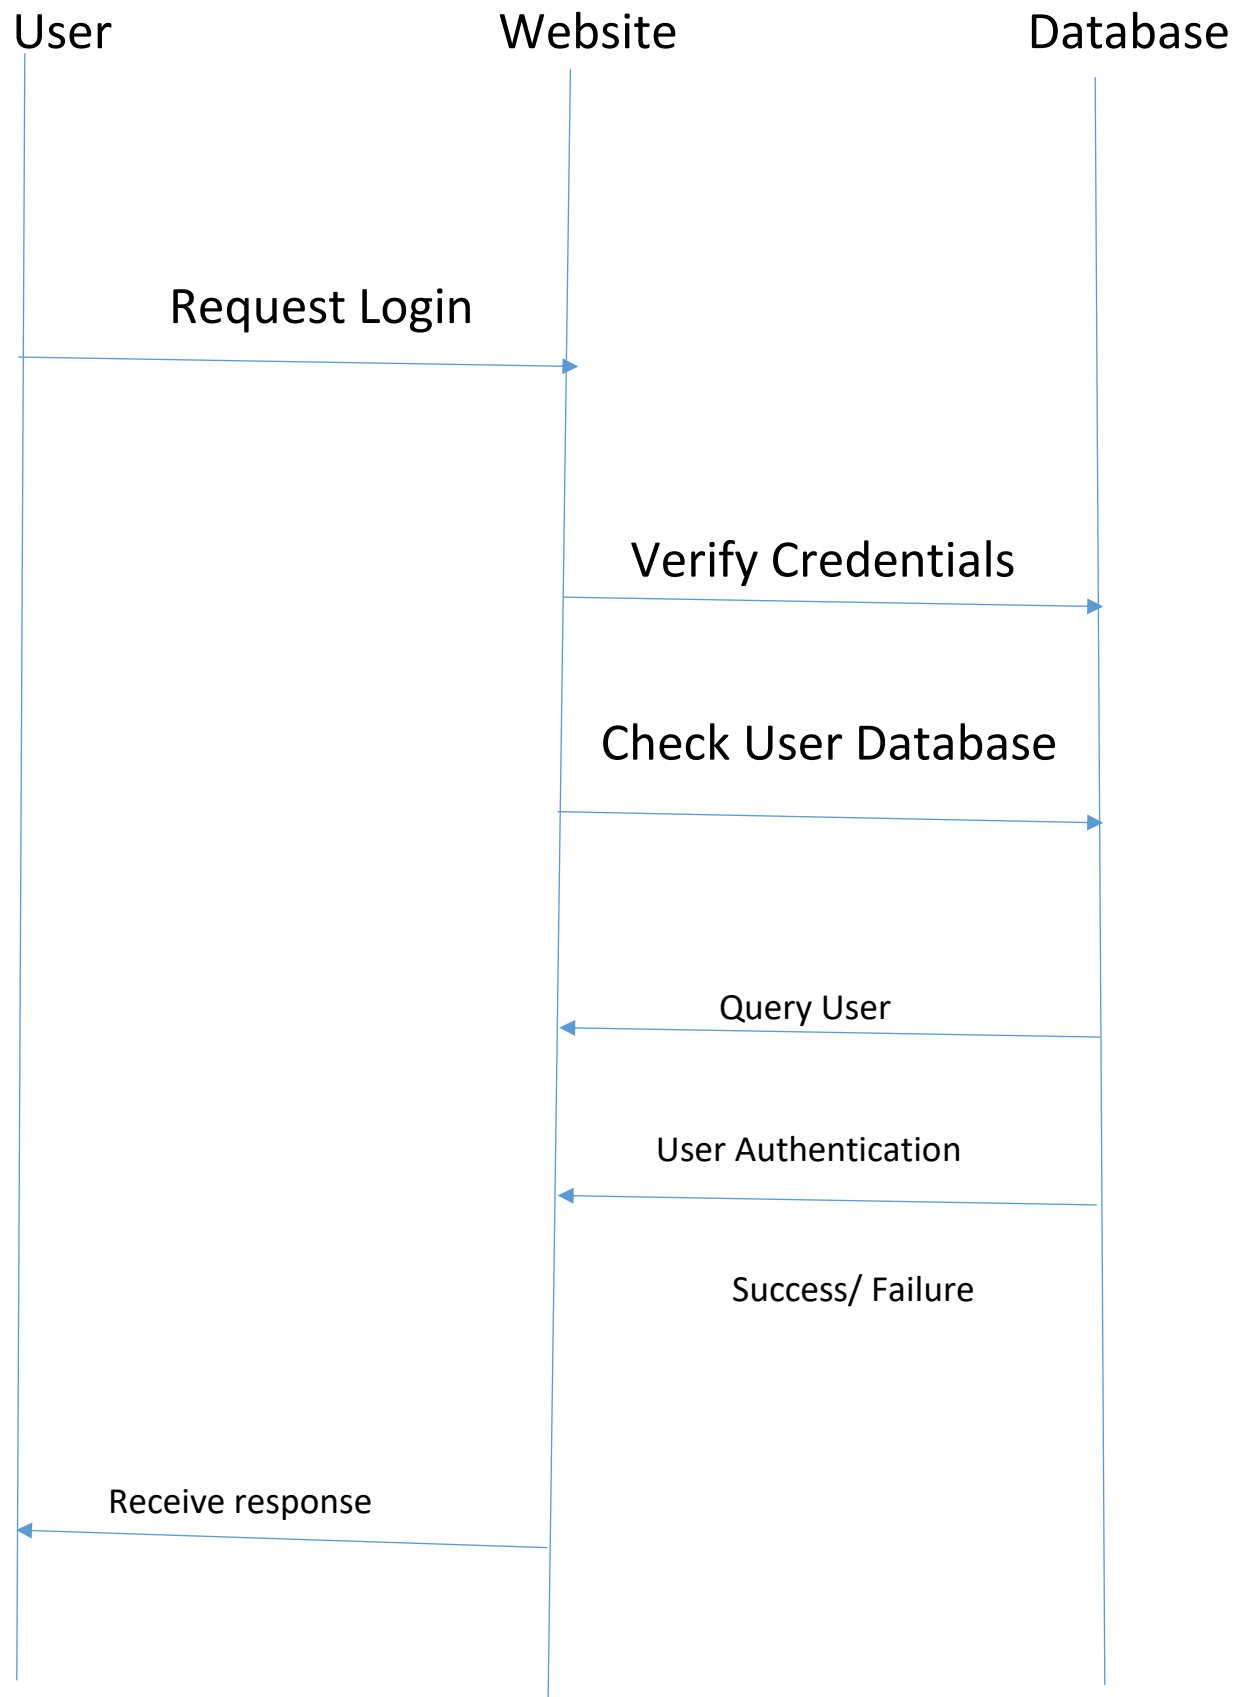 User
Website
Database
Request Login
Verify Credentials
Check User Database
Query User
User Authentication
Success/ Failure
Receive response